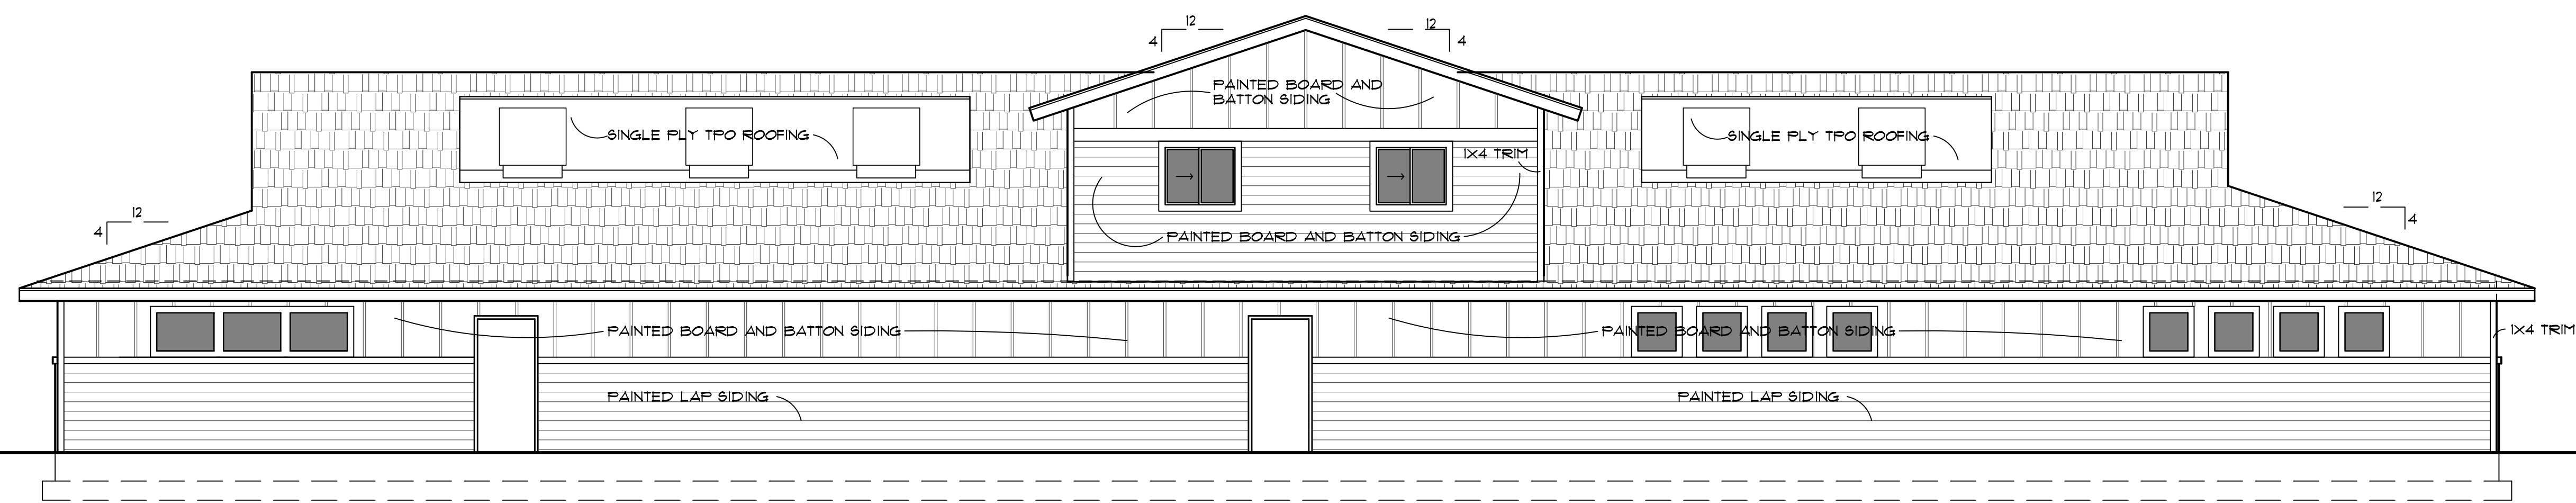 12
12
4
4
PAINTED BOARD AND
BATTON SIDING
SINGLE PLY TPO ROOFING
SINGLE PLY TPO ROOFING
1X4 TRIM
12
12
4
4
PAINTED BOARD AND BATTON SIDING
PAINTED BOARD AND BATTON SIDING
PAINTED BOARD AND BATTON SIDING
1X4 TRIM
PAINTED LAP SIDING
PAINTED LAP SIDING